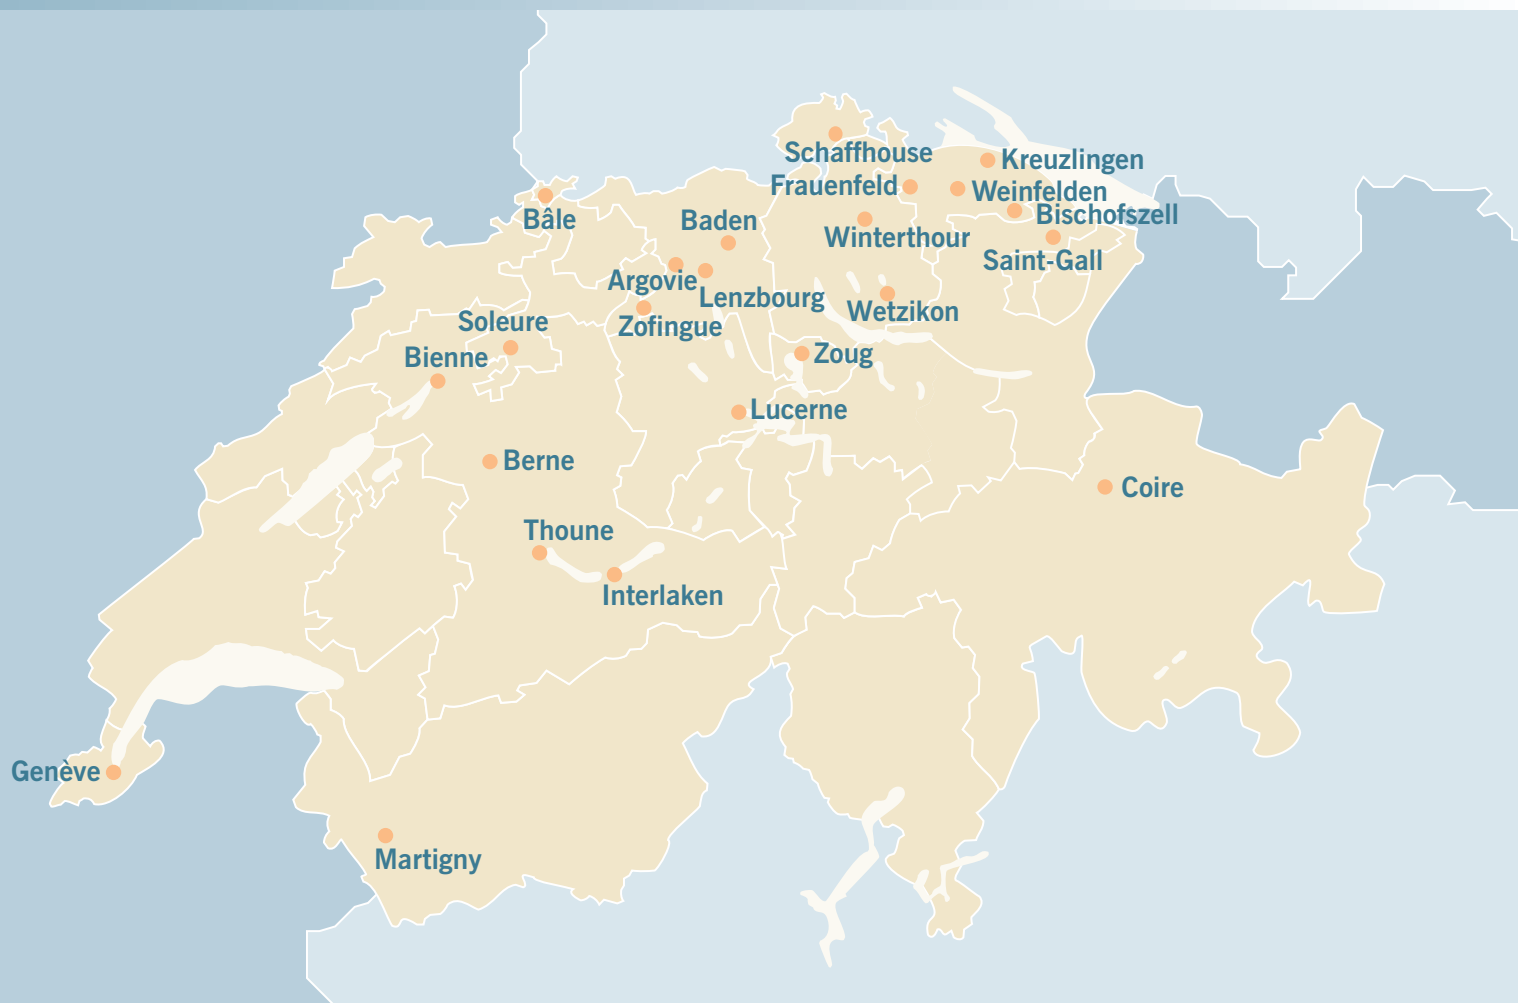 Schaffhouse
Kreuzlingen
Frauenfeld
Weinfelden
Bâle
Baden
Bischofszell
Winterthour
Saint-Gall
Argovie
Lenzbourg
Wetzikon
Soleure
Zofingue
Bienne
Zoug
Lucerne
Berne
Coire
Thoune
Interlaken
Genève
Martigny